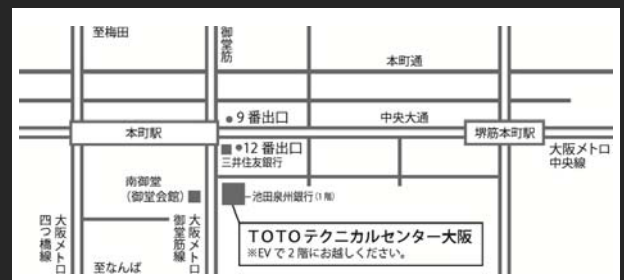 至梅田
御堂筋
本町通
●9番出口
中央大通
本町駅
堺筋本町駅
●12番出口
三井住友銀行
大阪メトロ
中央線
南御堂
(御堂会館)
池田泉州銀行(1階)
大阪メトロ
四つ橋線
大阪メトロ
御堂筋線
TOTOテクニカルセンター大阪
※EVで2階にお越しください。
至なんば